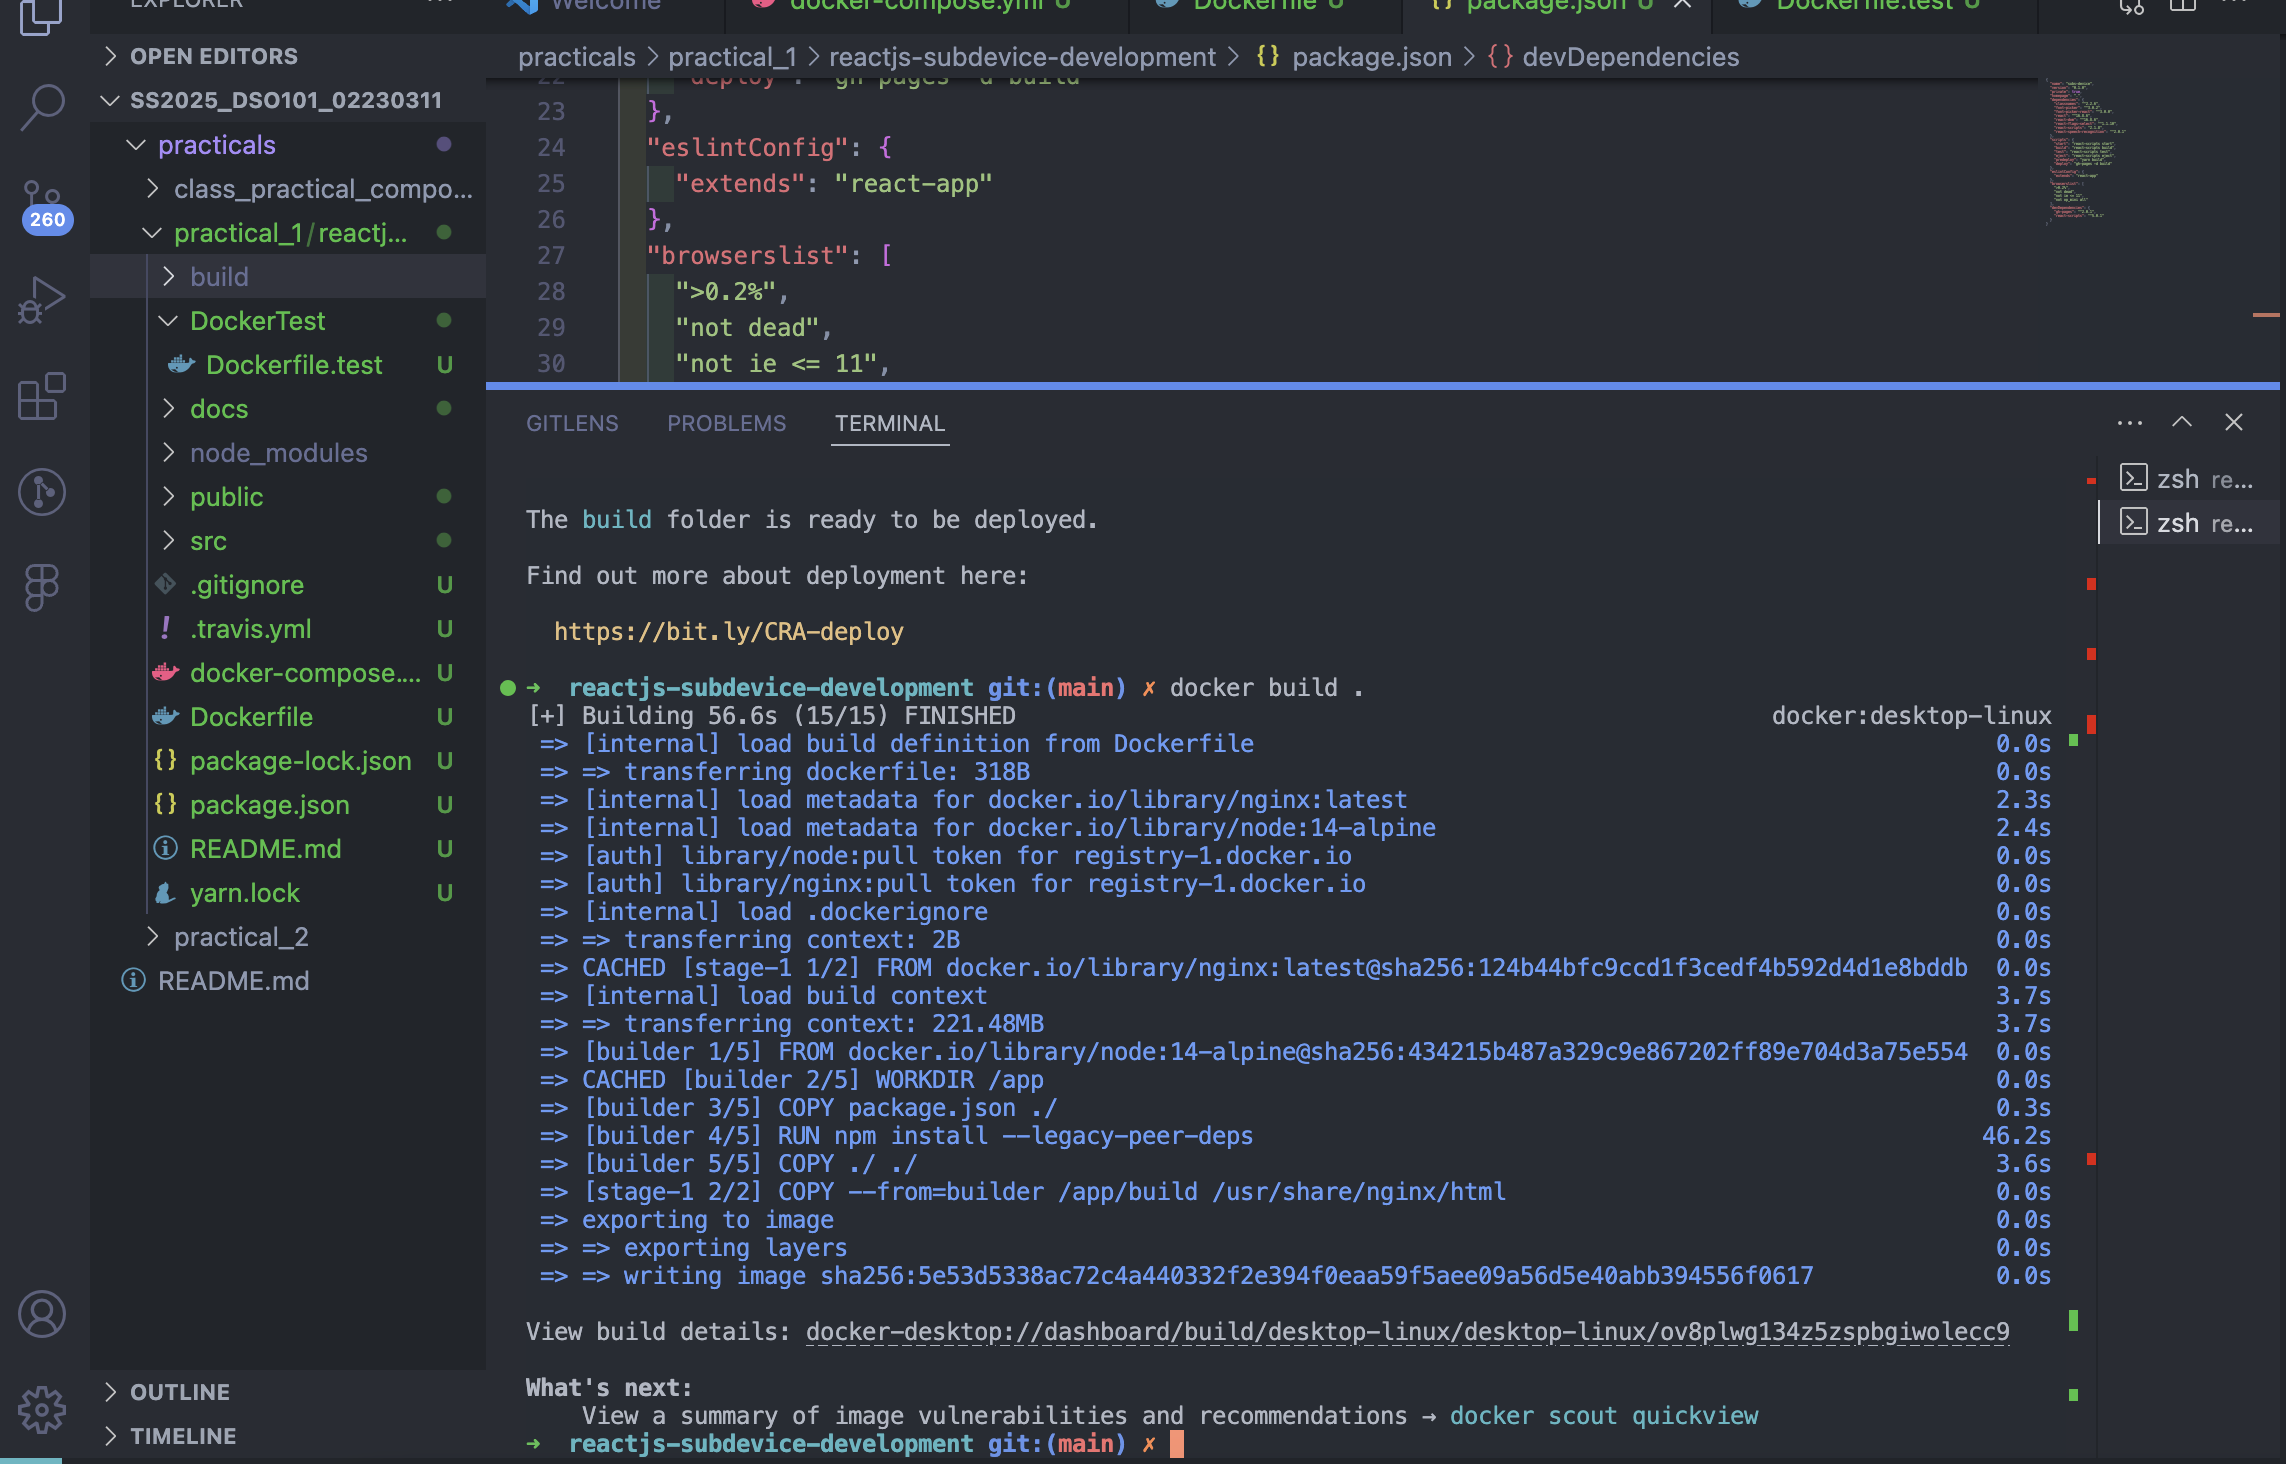 EXPLORER
Welcome
docker-compose.yml U
Dockerfile U
package.json U
Dockerfile.test U
OPEN EDITORS
SS2025_DSO101_02230311
practicals
class_practical_compo...
practical_1/reactj...
build
DockerTest
Dockerfile.test U
docs
node_modules
public
src
.gitignore U
.travis.yml U
docker-compose.... U
Dockerfile U
package-lock.json U
package.json U
README.md U
yarn.lock U
practical_2
README.md
OUTLINE
TIMELINE
260
practicals > practical_1 > reactjs-subdevice-development > {} package.json > {} devDependencies
22 "deploy": "gh-pages -d build"
23 },
24 "eslintConfig": {
25 "extends": "react-app"
26 },
27 "browserslist": [
28 ">0.2%",
29 "not dead",
30 "not ie <= 11",
GITLENS PROBLEMS TERMINAL
zsh re...
zsh re...
The build folder is ready to be deployed.
Find out more about deployment here:
https://bit.ly/CRA-deploy
➜ reactjs-subdevice-development git:(main) ✗ docker build .
[+] Building 56.6s (15/15) FINISHED docker:desktop-linux
=> [internal] load build definition from Dockerfile 0.0s
=> => transferring dockerfile: 318B 0.0s
=> [internal] load metadata for docker.io/library/nginx:latest 2.3s
=> [internal] load metadata for docker.io/library/node:14-alpine 2.4s
=> [auth] library/node:pull token for registry-1.docker.io 0.0s
=> [auth] library/nginx:pull token for registry-1.docker.io 0.0s
=> [internal] load .dockerignore 0.0s
=> => transferring context: 2B 0.0s
=> CACHED [stage-1 1/2] FROM docker.io/library/nginx:latest@sha256:124b44bfc9ccd1f3cedf4b592d4d1e8bddb 0.0s
=> [internal] load build context 3.7s
=> => transferring context: 221.48MB 3.7s
=> [builder 1/5] FROM docker.io/library/node:14-alpine@sha256:434215b487a329c9e867202ff89e704d3a75e554 0.0s
=> CACHED [builder 2/5] WORKDIR /app 0.0s
=> [builder 3/5] COPY package.json ./ 0.3s
=> [builder 4/5] RUN npm install --legacy-peer-deps 46.2s
=> [builder 5/5] COPY ./ ./ 3.6s
=> [stage-1 2/2] COPY --from=builder /app/build /usr/share/nginx/html 0.0s
=> exporting to image 0.0s
=> => exporting layers 0.0s
=> => writing image sha256:5e53d5338ac72c4a440332f2e394f0eaa59f5aee09a56d5e40abb394556f0617 0.0s
View build details: docker-desktop://dashboard/build/desktop-linux/desktop-linux/ov8plwg134z5zspbgiwolecc9
What's next:
View a summary of image vulnerabilities and recommendations → docker scout quickview
➜ reactjs-subdevice-development git:(main) ✗